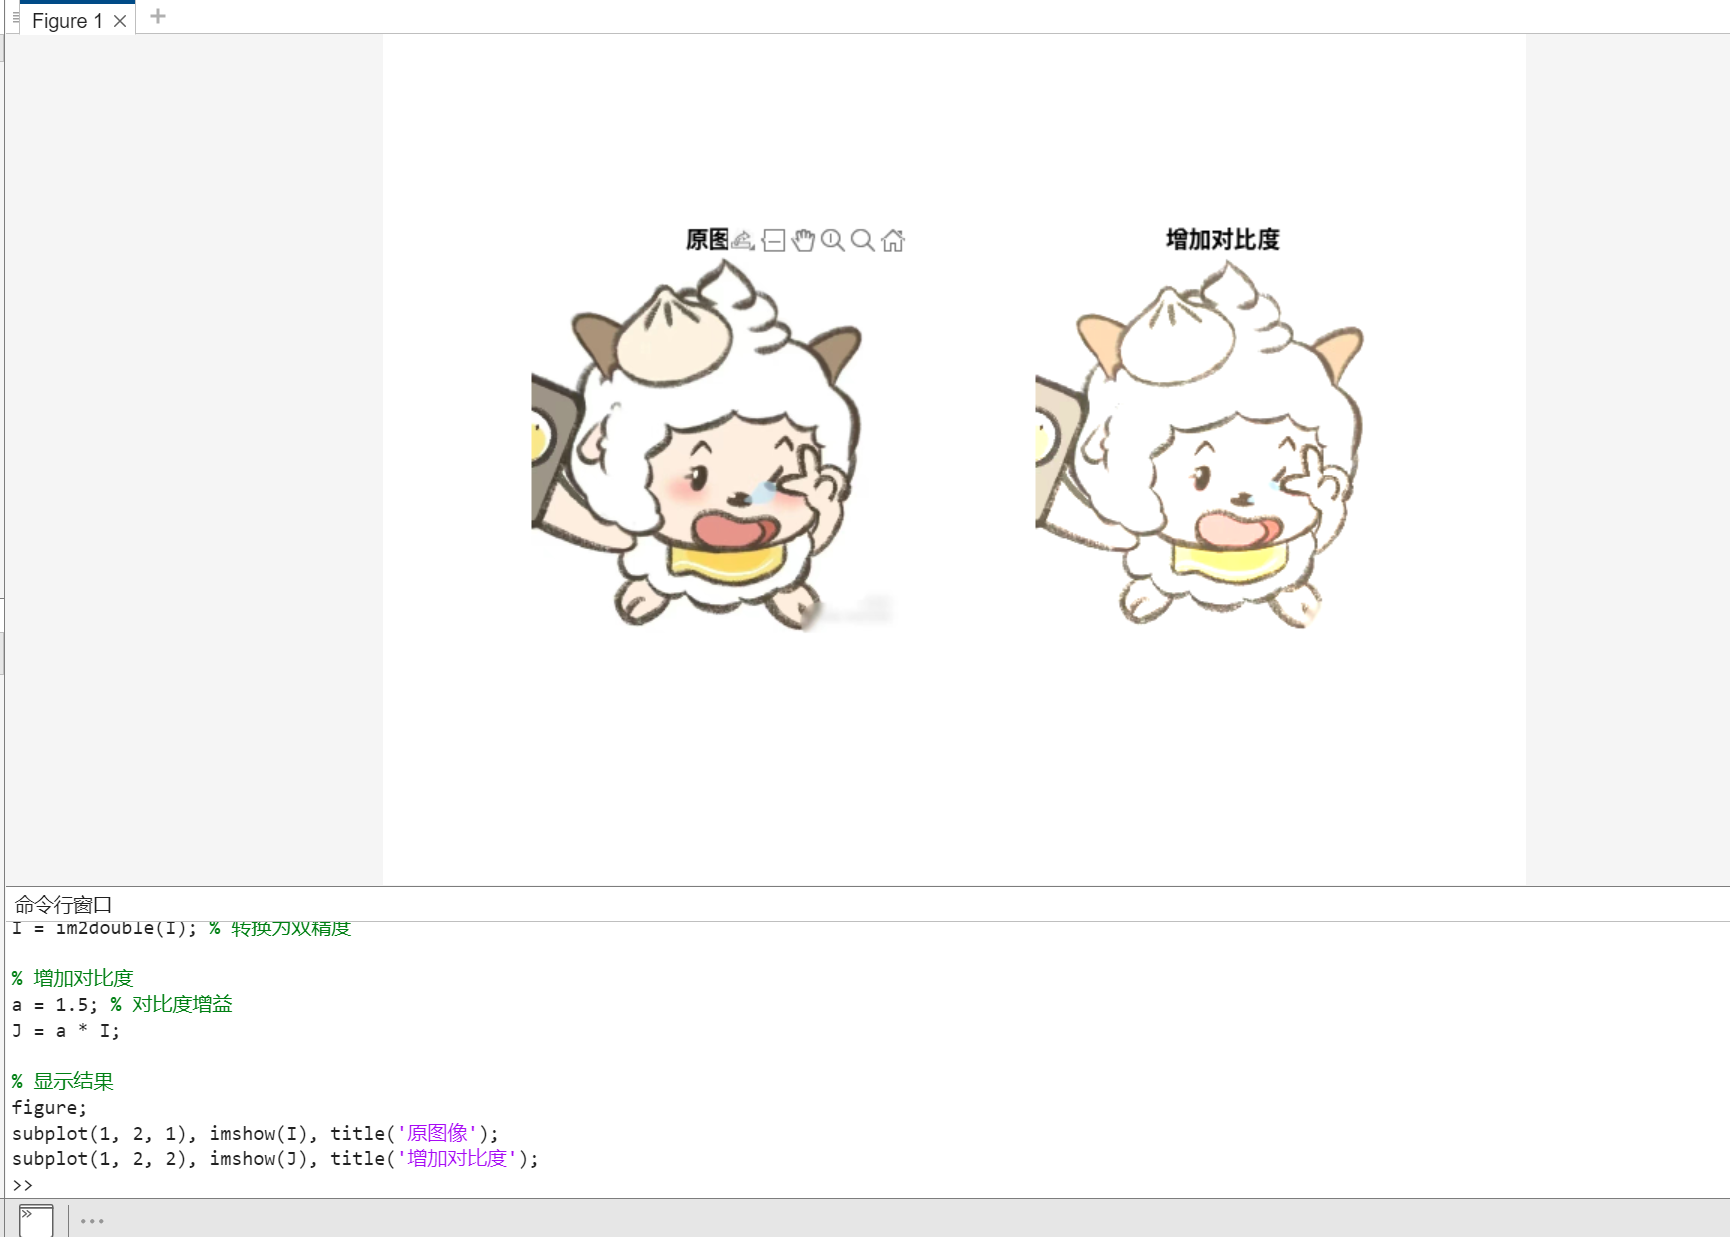 Figure 1
原图
增加对比度
命令行窗口
I = im2double(I); % 转换为双精度
% 增加对比度
a = 1.5; % 对比度增益
J = a * I;
% 显示结果
figure;
subplot(1, 2, 1), imshow(I), title('原图像');
subplot(1, 2, 2), imshow(J), title('增加对比度');
>>